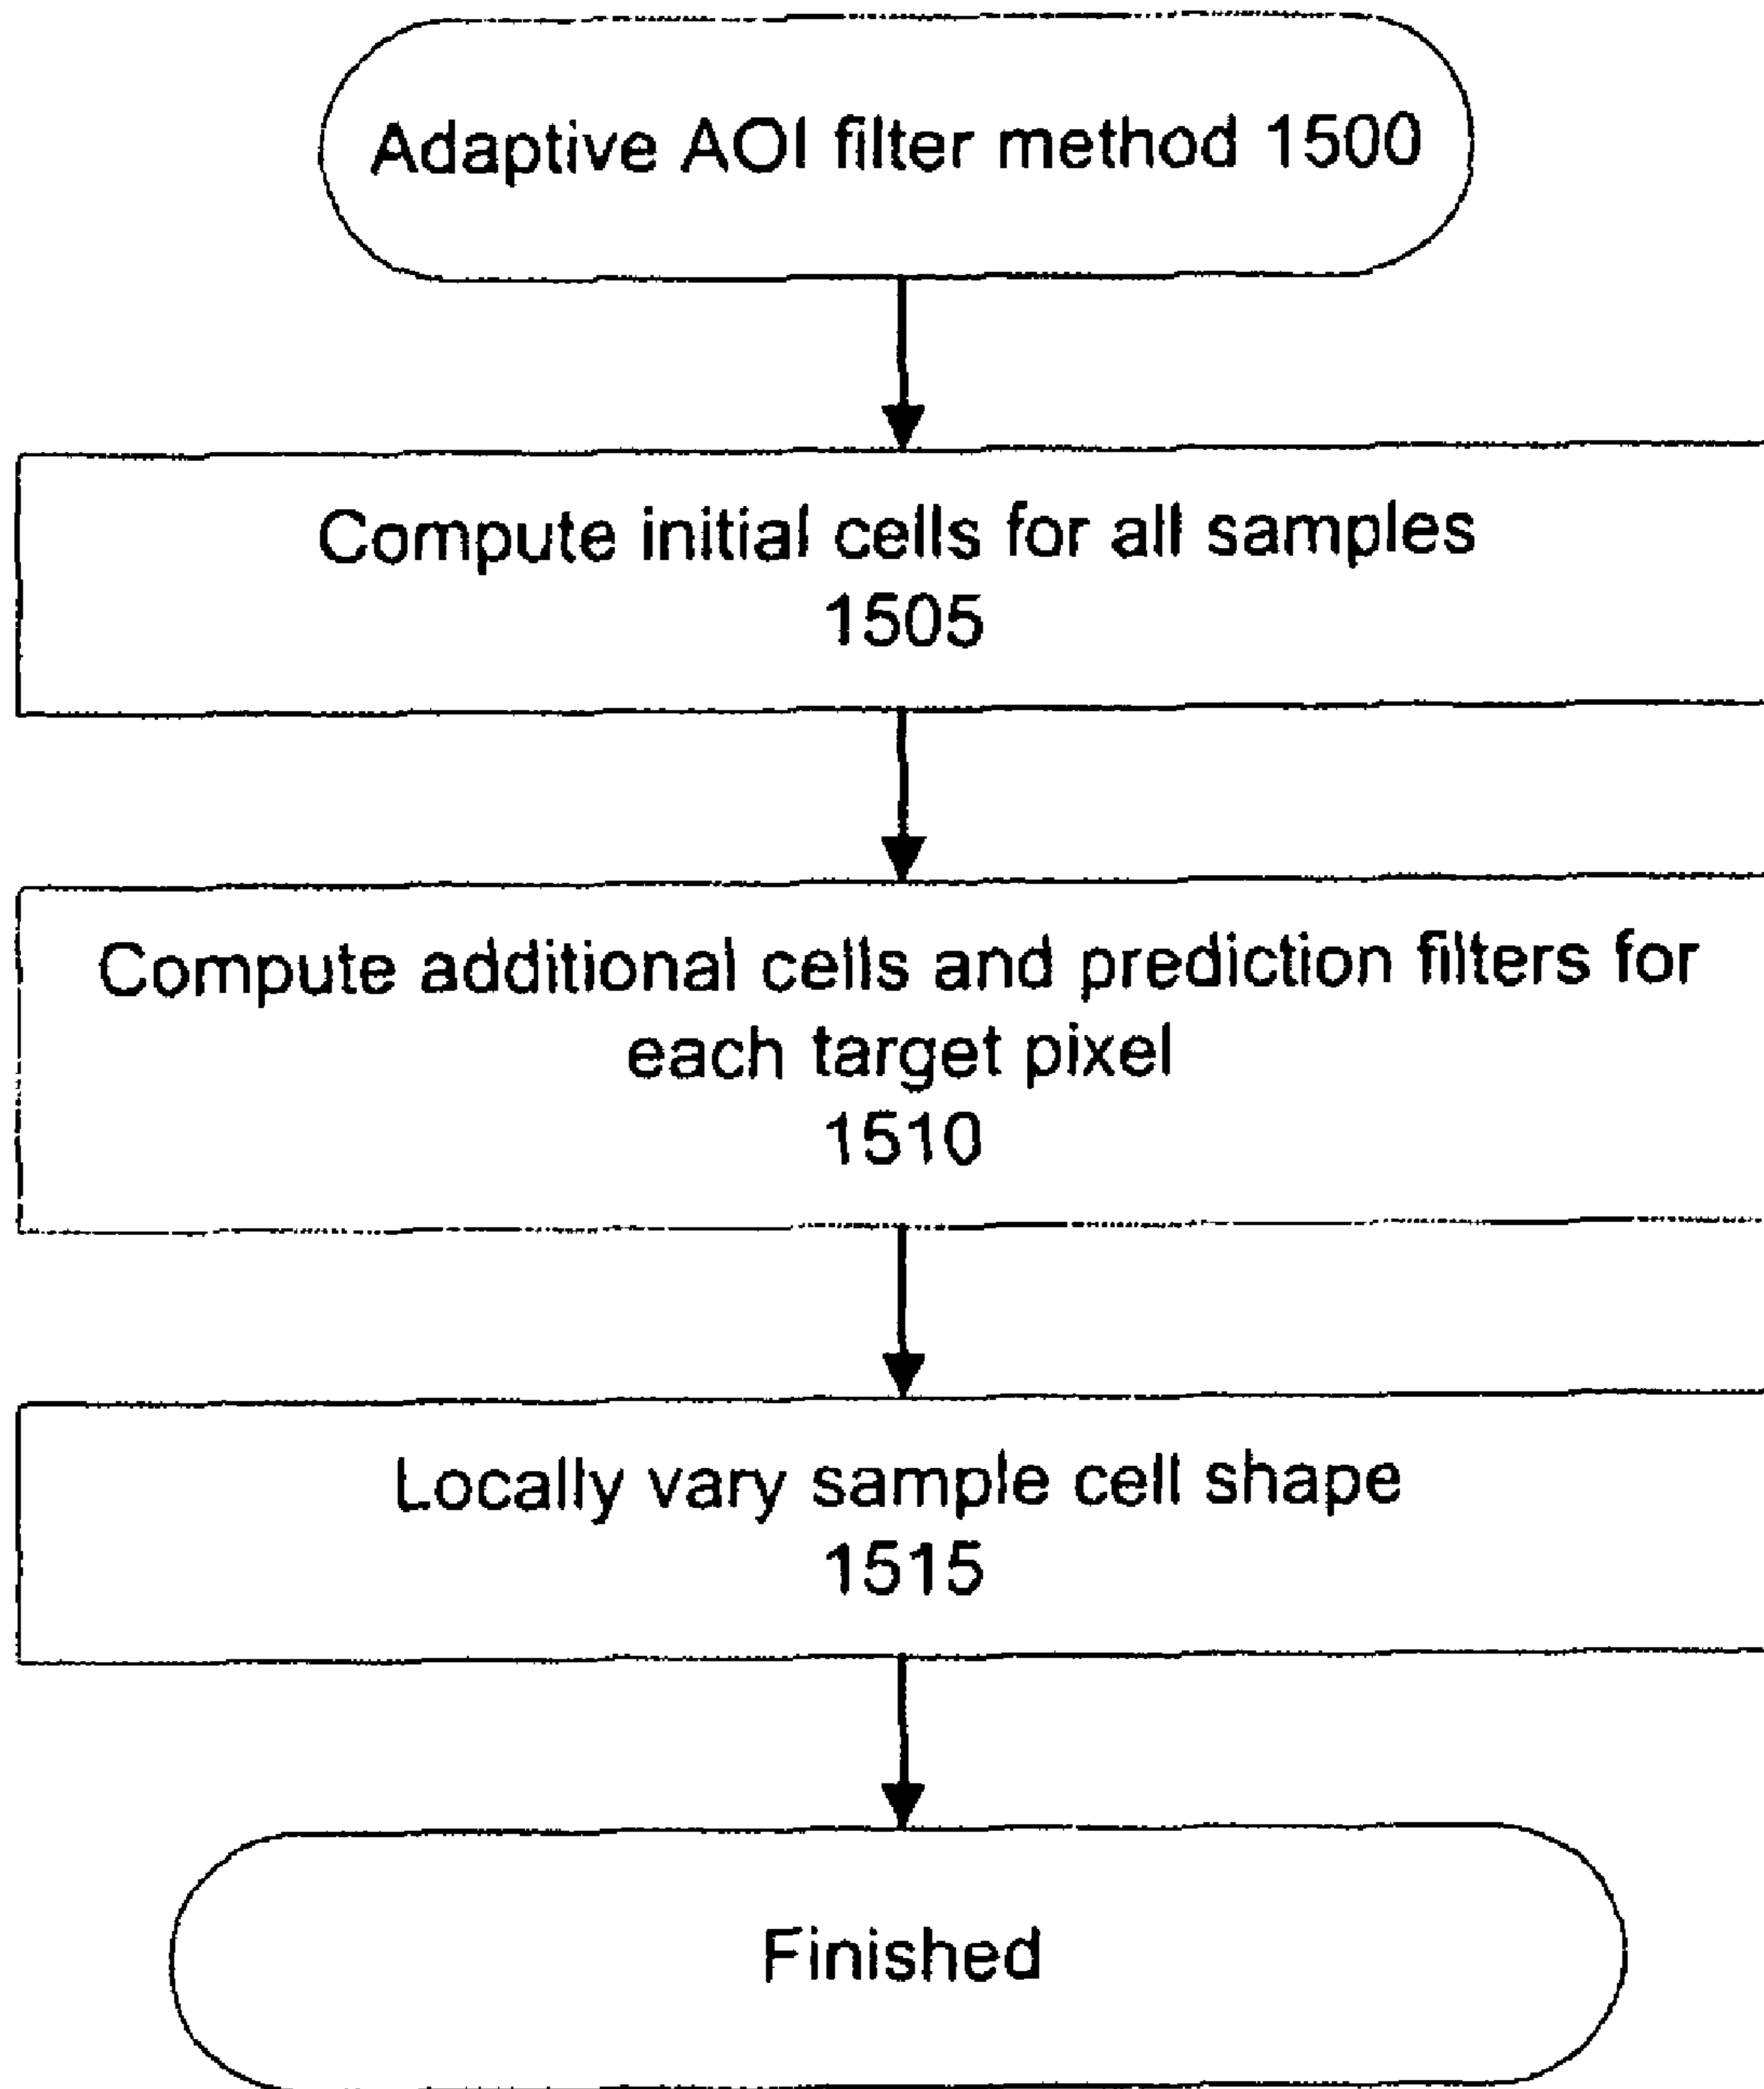 Adaptive AOI filter method 1500
Compute initial cells for all samples
1505
Compute additional cells and prediction filters for
each target pixel
1510
Locally vary sample cell shape
1515
Finished